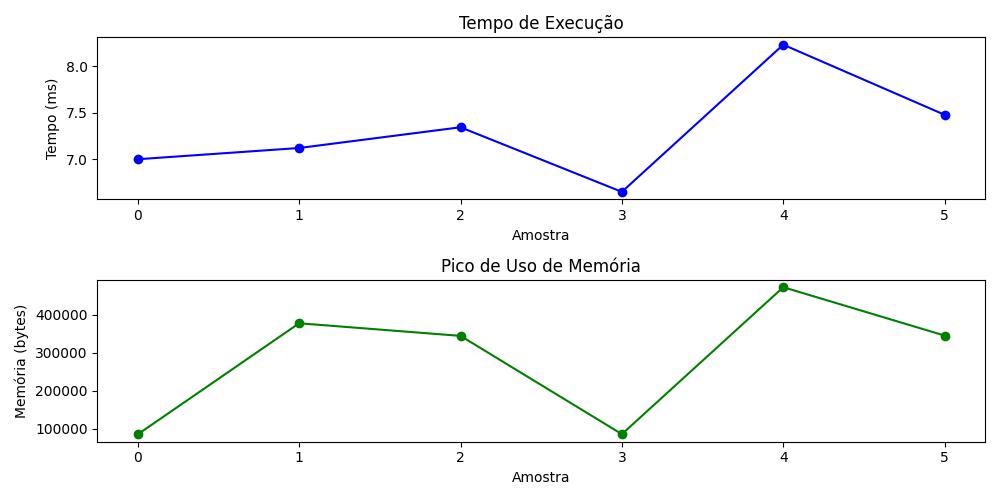 Tempo de Execução
8.0
7.5
7.0
Tempo (ms)
0 1 2 3 4 5
Amostra
Pico de Uso de Memória
400000
300000
200000
100000
Memória (bytes)
0 1 2 3 4 5
Amostra